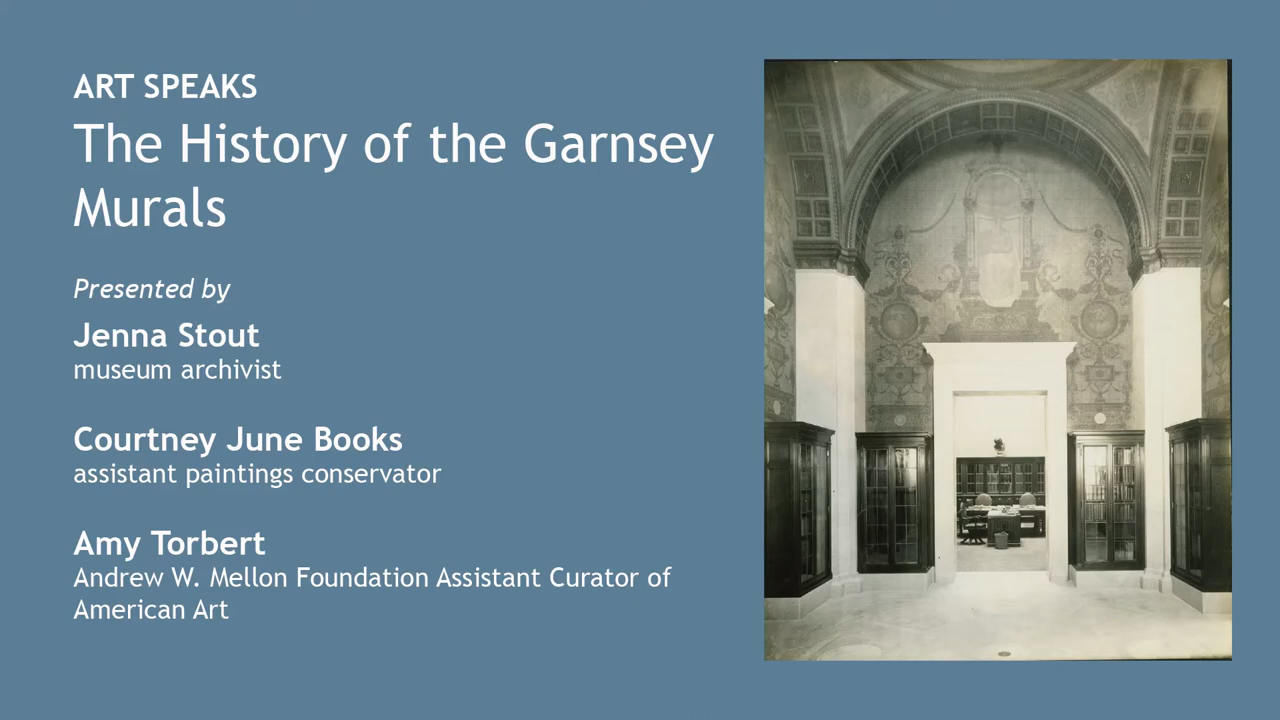 ART SPEAKS
The History of the Garnsey
Murals
Presented by
Jenna Stout
museum archivist
Courtney June Books
assistant paintings conservator
Amy Torbert
Andrew W. Mellon Foundation Assistant Curator of
American Art